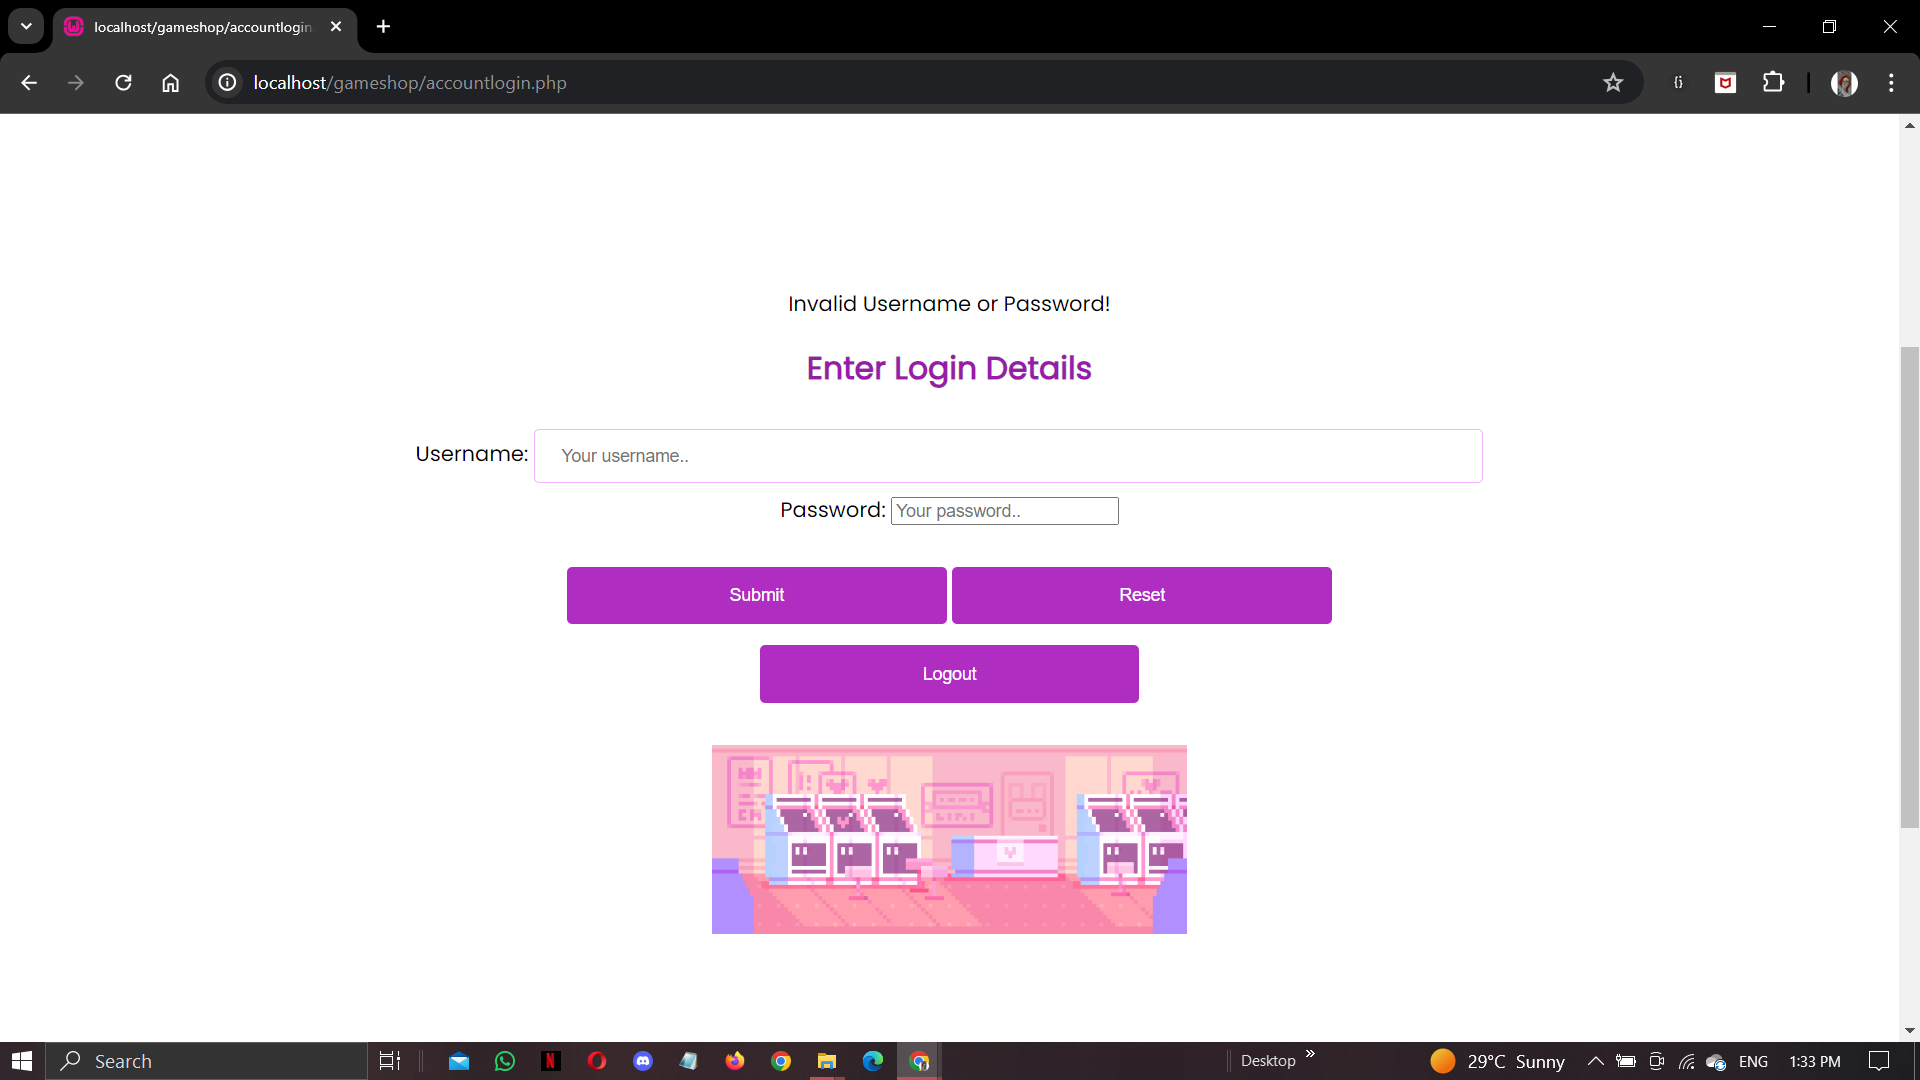 localhost/gameshop/accountlogin
localhost/gameshop/accountlogin.php
Invalid Username or Password!
Enter Login Details
Username: Your username..
Password: Your password..
Submit Reset
Logout
Search
Desktop
29°C Sunny
ENG
1:33 PM